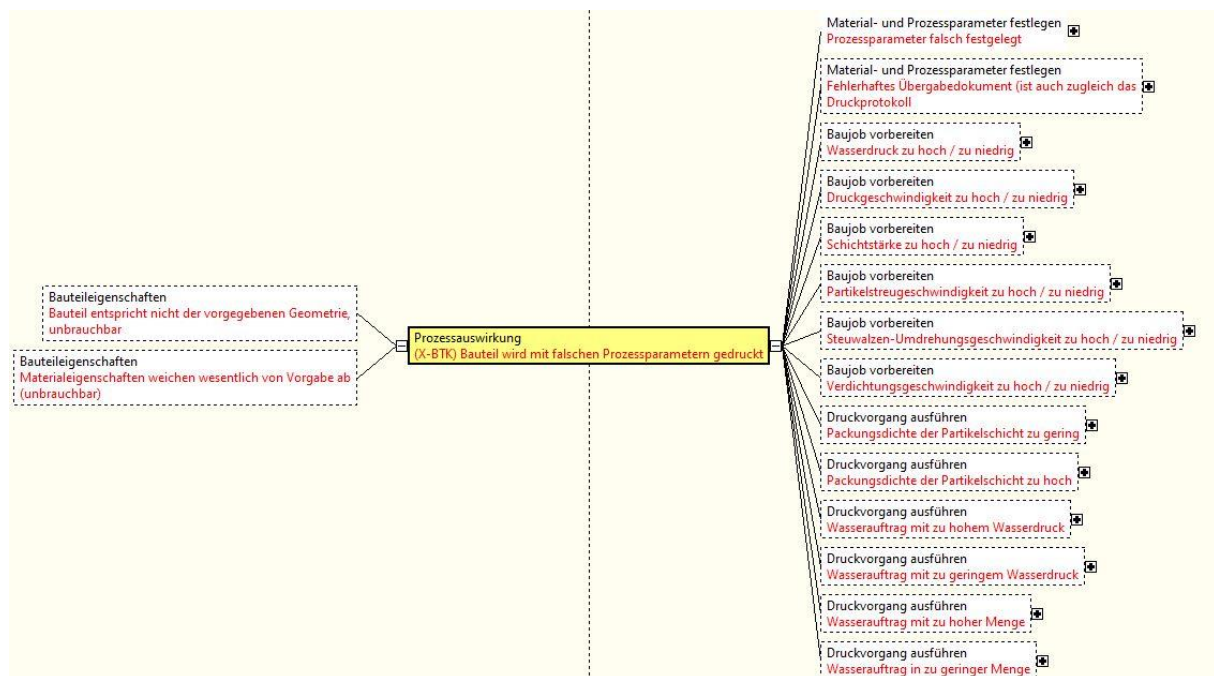 Bauteileigenschaften
Bauteil entspricht nicht der vorgegebenen Geometrie,
unbrauchbar
Bauteileigenschaften
Materialeigenschaften weichen wesentlich von Vorgabe ab
(unbrauchbar)
Prozessauswirkung
(X-BTK) Bauteil wird mit falschen Prozessparametern gedruckt
Material- und Prozessparameter festlegen
Prozessparameter falsch festgelegt
Material- und Prozessparameter festlegen
Fehlerhaftes Übergabedokument (ist auch zugleich das
Druckprotokoll
Baujob vorbereiten
Wasserdruck zu hoch / zu niedrig
Baujob vorbereiten
Druckgeschwindigkeit zu hoch / zu niedrig
Baujob vorbereiten
Schichtstärke zu hoch / zu niedrig
Baujob vorbereiten
Partikelstreugeschwindigkeit zu hoch / zu niedrig
Baujob vorbereiten
Steuwalzen-Umdrehungsgeschwindigkeit zu hoch / zu niedrig
Baujob vorbereiten
Verdichtungsgeschwindigkeit zu hoch / zu niedrig
Druckvorgang ausführen
Packungsdichte der Partikelschicht zu gering
Druckvorgang ausführen
Packungsdichte der Partikelschicht zu hoch
Druckvorgang ausführen
Wasserauftrag mit zu hohem Wasserdruck
Druckvorgang ausführen
Wasserauftrag mit zu geringem Wasserdruck
Druckvorgang ausführen
Wasserauftrag mit zu hoher Menge
Druckvorgang ausführen
Wasserauftrag in zu geringer Menge